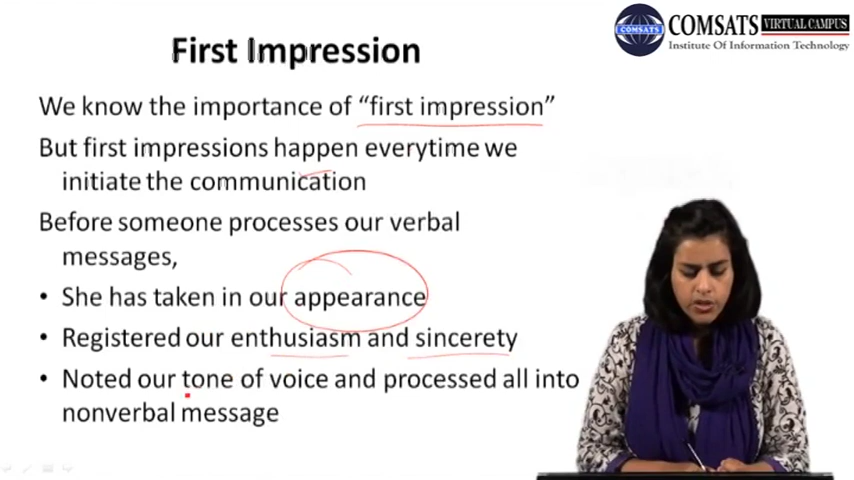 First Impression
COMSATS VIRTUAL CAMPUS
COMSATS
Institute Of Information Technology
We know the importance of “first impression”
But first impressions happen everytime we
initiate the communication
Before someone processes our verbal
messages,
• She has taken in our appearance
• Registered our enthusiasm and sincerety
• Noted our tone of voice and processed all into
nonverbal message